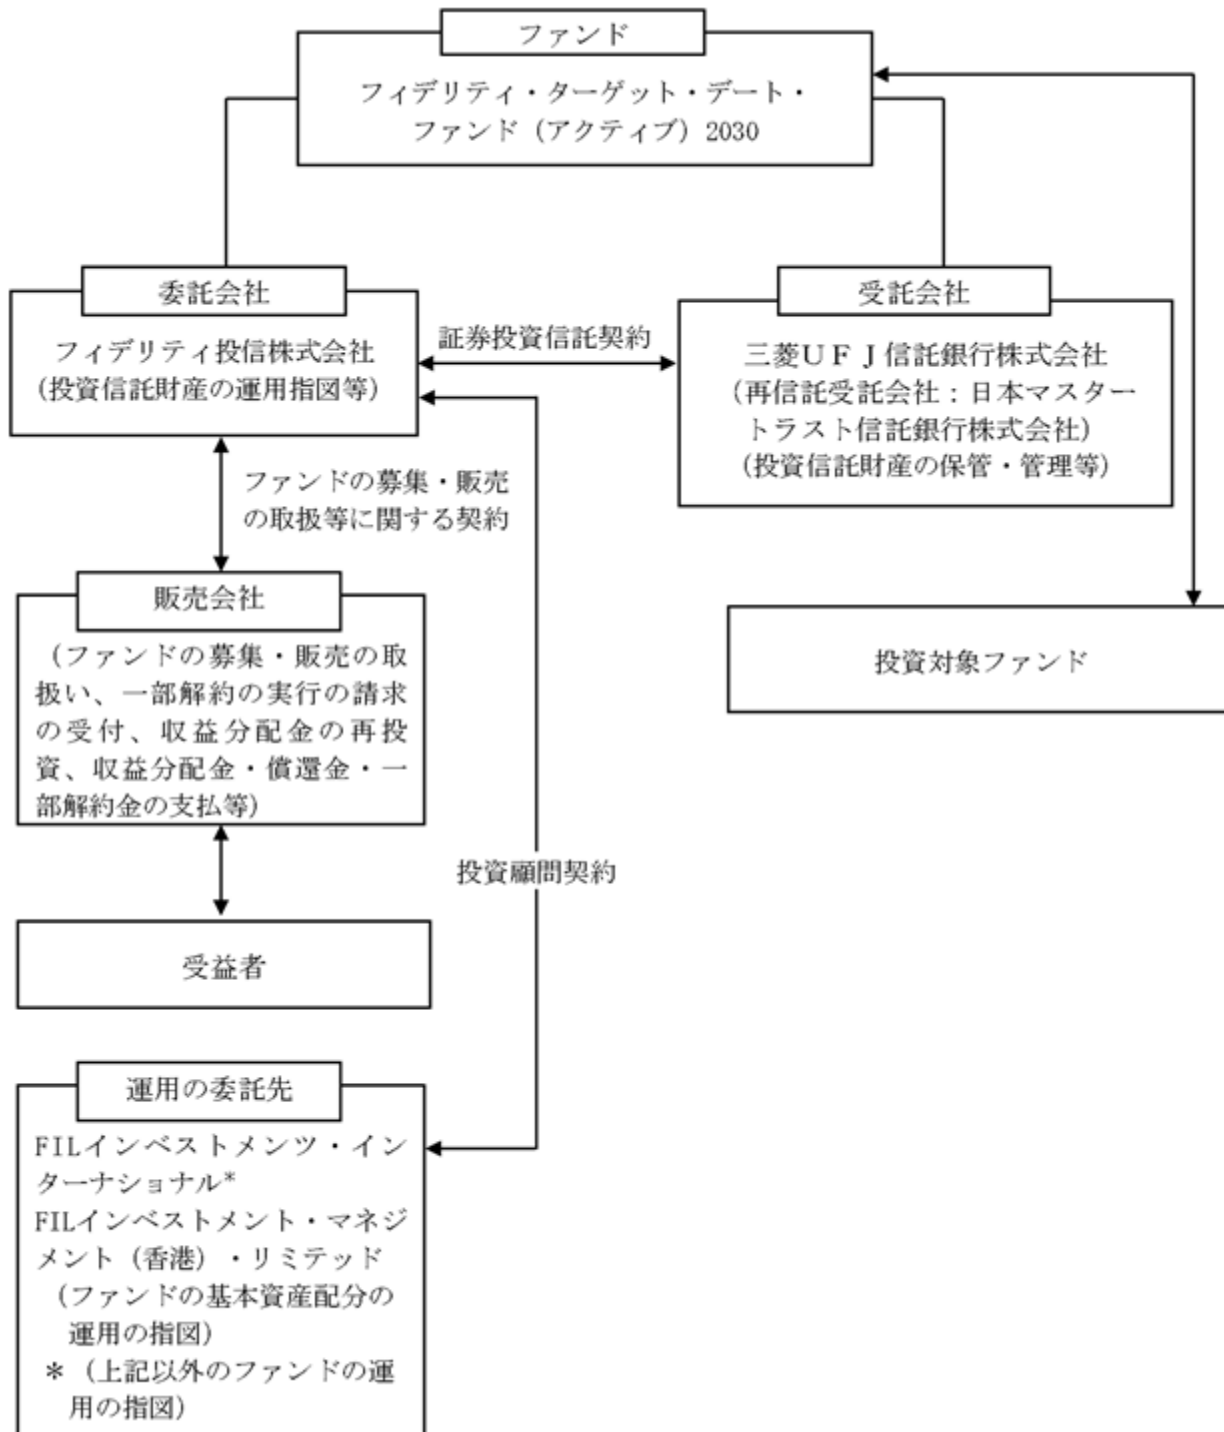 ファンド
フィデリティ・ターゲット・デート・
ファンド（アクティブ）2030
委託会社
フィデリティ投信株式会社
（投資信託財産の運用指図等）
証券投資信託契約
受託会社
三菱ＵＦＪ信託銀行株式会社
（再信託受託会社：日本マスター
トラスト信託銀行株式会社）
（投資信託財産の保管・管理等）
ファンドの募集・販売
の取扱等に関する契約
販売会社
（ファンドの募集・販売の取
扱い、一部解約の実行の請求
の受付、収益分配金の再投
資、収益分配金・償還金・一
部解約金の支払等）
投資対象ファンド
投資顧問契約
受益者
運用の委託先
FILインベストメンツ・イン
ターナショナル*
FILインベストメント・マネジ
メント（香港）・リミテッド
（ファンドの基本資産配分の
運用の指図）
＊（上記以外のファンドの運
用の指図）